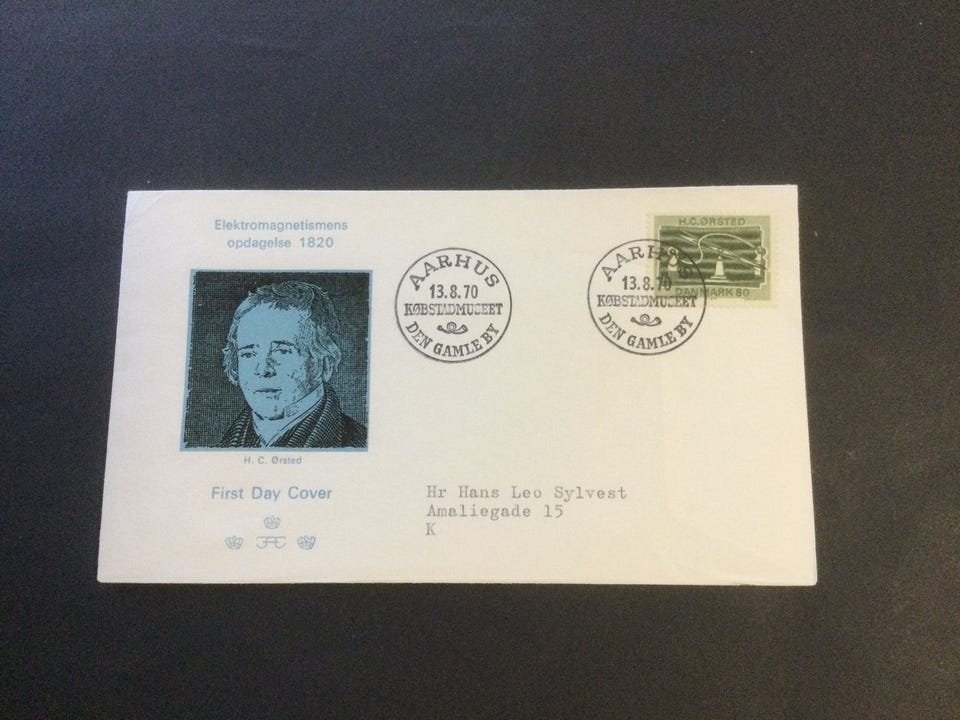 Elektromagnetismens
opdagelse 1820
H. C. Ørsted
First Day Cover
AARHUS
13.8.70
KØBSTADMUSEET
DEN GAMLE BY
AARHUS
13.8.70
KØBSTADMUSEET
DEN GAMLE BY
H.C.ØRSTED
DANMARK 80
Hr Hans Leo Sylvest
Amaliegade 15
K